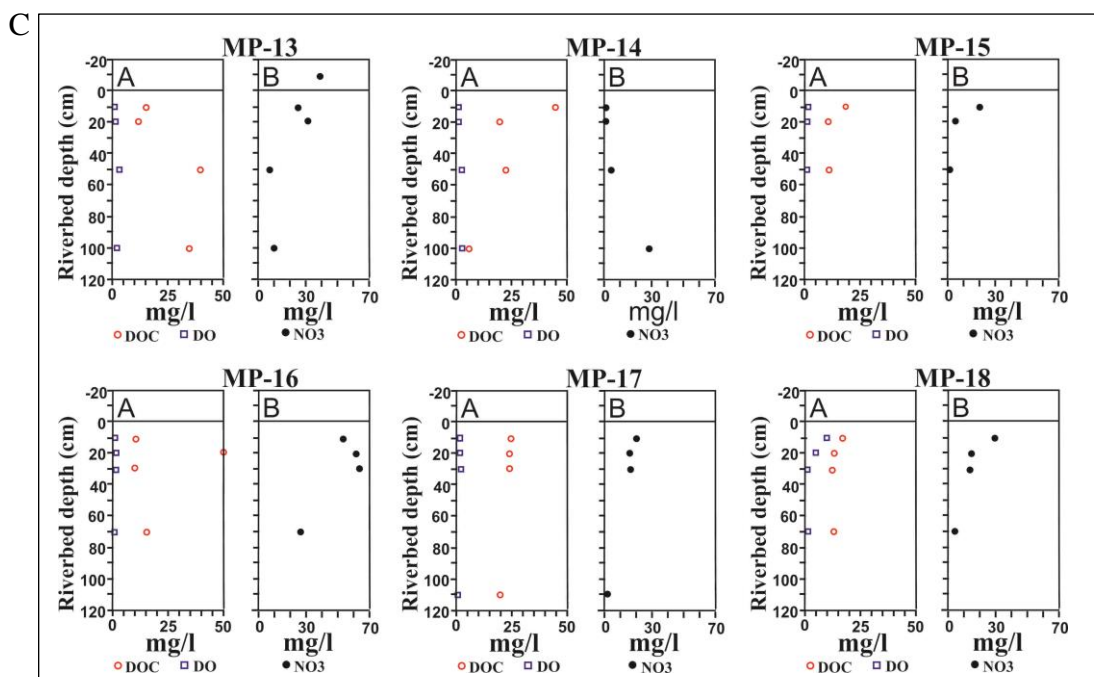 C
MP-13 MP-14 MP-15
A B A B A B
-20 -20 -20
0 0 0
20 20 20
40 40 40
60 60 60
80 80 80
100 100 100
120 120 120
Riverbed depth (cm) Riverbed depth (cm) Riverbed depth (cm)
0 25 50 0 30 70 0 25 50 0 30 70 0 25 50 0 30 70
mg/l mg/l mg/l mg/l mg/l mg/l
DOC DO NO3 DOC DO NO3 DOC DO NO3
MP-16 MP-17 MP-18
A B A B A B
-20 -20 -20
0 0 0
20 20 20
40 40 40
60 60 60
80 80 80
100 100 100
120 120 120
Riverbed depth (cm) Riverbed depth (cm) Riverbed depth (cm)
0 25 50 0 30 70 0 25 50 0 30 70 0 25 50 0 30 70
mg/l mg/l mg/l mg/l mg/l mg/l
DOC DO NO3 DOC DO NO3 DOC DO NO3